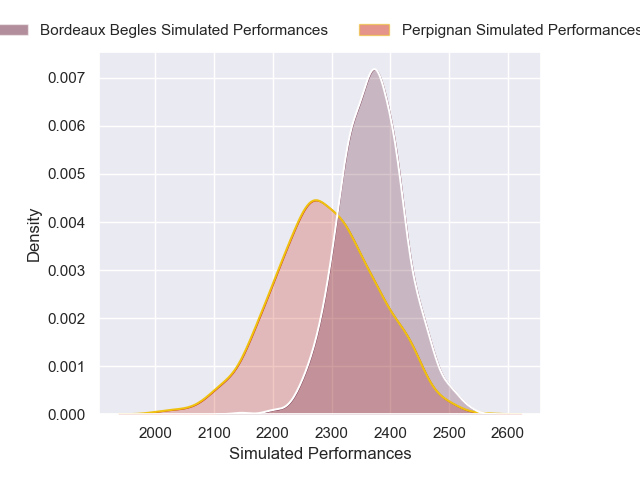 Bordeaux Begles Simulated Performances Perpignan Simulated Performances
0.007
0.006
0.005
0.004
0.003
0.002
0.001
0.000
Density
2000 2100 2200 2300 2400 2500 2600
Simulated Performances